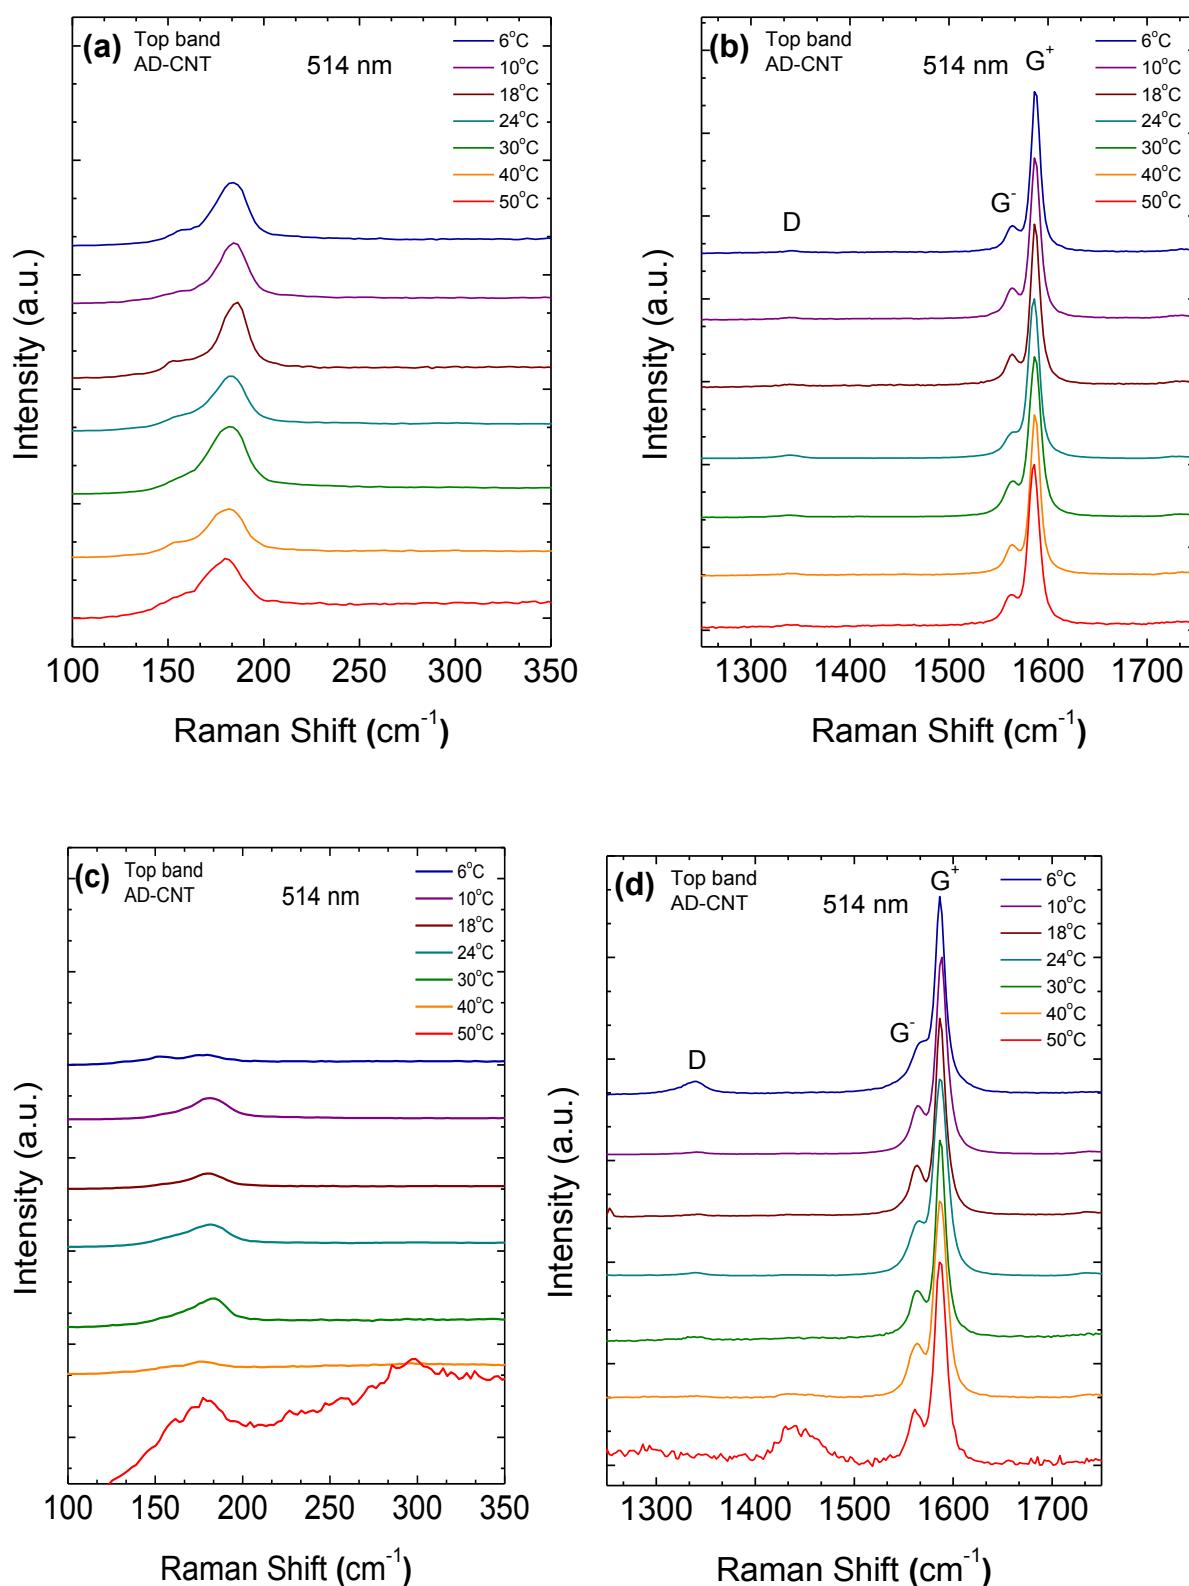 (a) Top band
AD-CNT
514 nm
6°C
10°C
18°C
24°C
30°C
40°C
50°C
Intensity (a.u.)
100 150 200 250 300 350
Raman Shift (cm⁻¹)
(b) Top band
AD-CNT
514 nm
G⁺
G⁻
D
6°C
10°C
18°C
24°C
30°C
40°C
50°C
Intensity (a.u.)
1300 1400 1500 1600 1700
Raman Shift (cm⁻¹)
(c) Top band
AD-CNT
514 nm
6°C
10°C
18°C
24°C
30°C
40°C
50°C
Intensity (a.u.)
100 150 200 250 300 350
Raman Shift (cm⁻¹)
(d) Top band
AD-CNT
514 nm
G⁺
G⁻
D
6°C
10°C
18°C
24°C
30°C
40°C
50°C
Intensity (a.u.)
1300 1400 1500 1600 1700
Raman Shift (cm⁻¹)